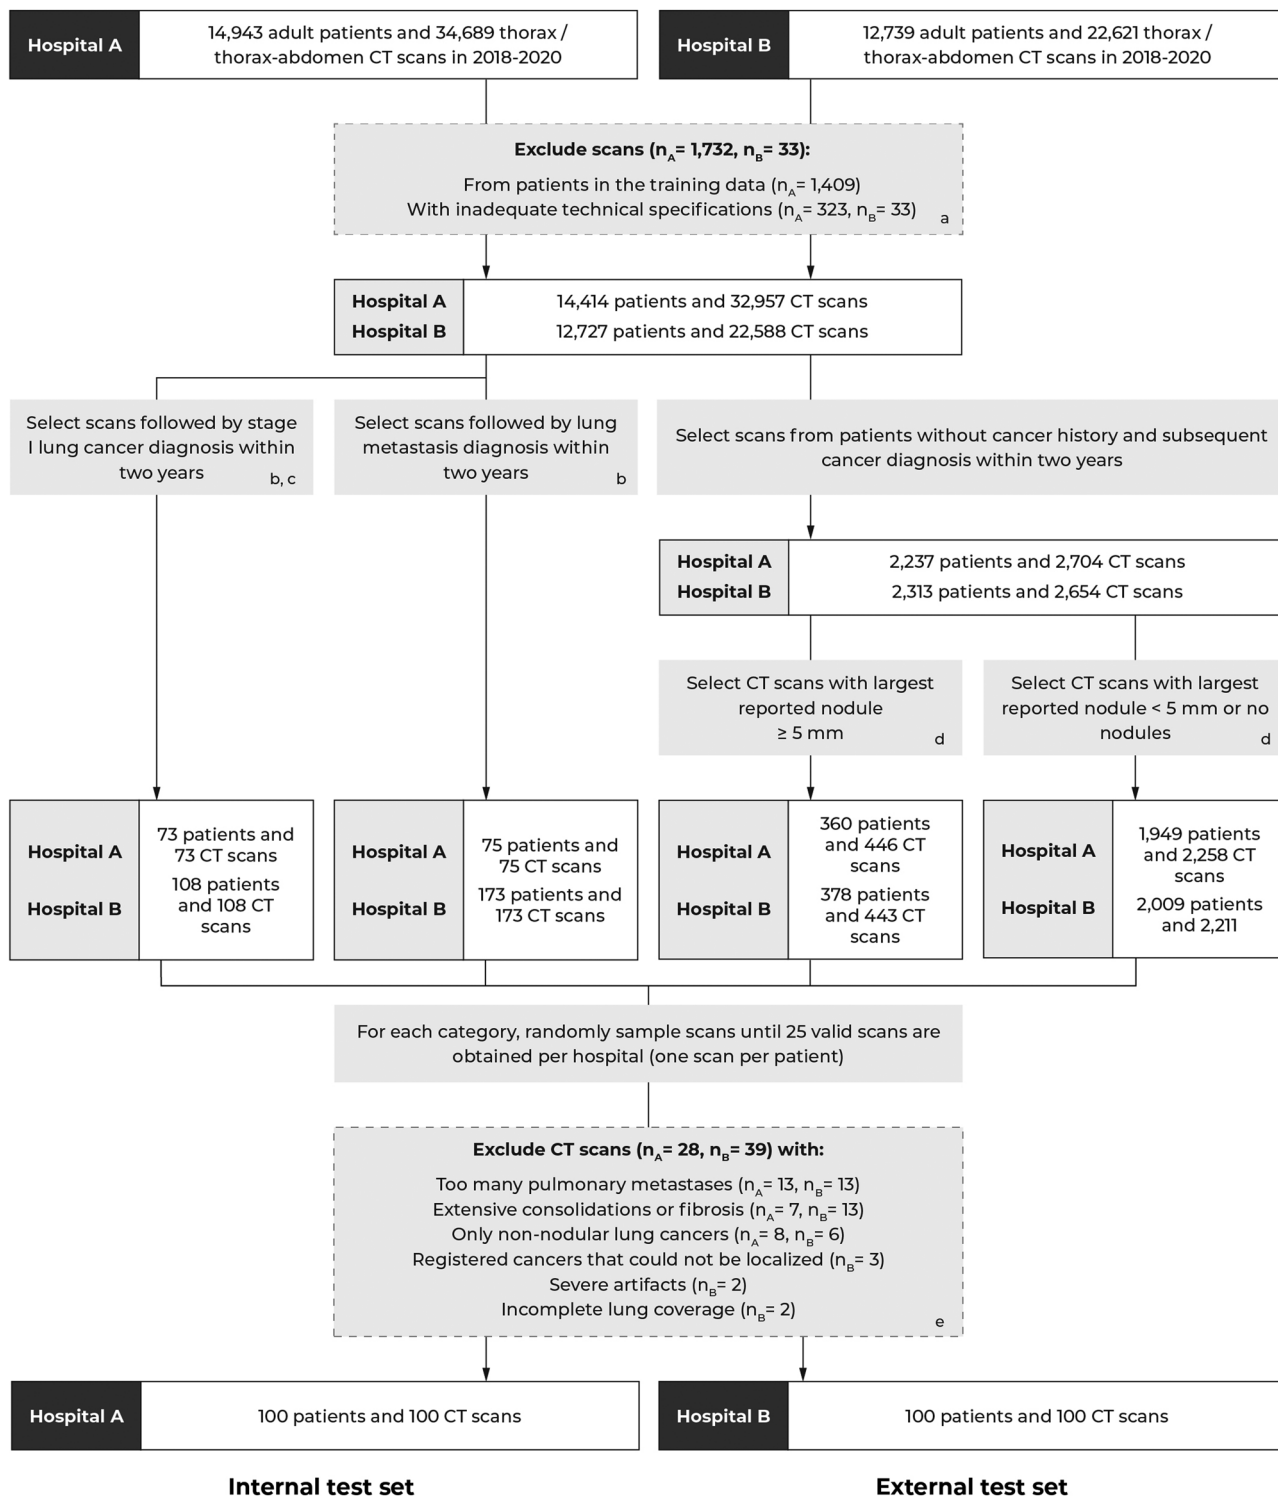 Hospital A
14,943 adult patients and 34,689 thorax /
thorax-abdomen CT scans in 2018-2020
Hospital B
12,739 adult patients and 22,621 thorax /
thorax-abdomen CT scans in 2018-2020
Exclude scans (nA= 1,732, nB= 33):
From patients in the training data (nA= 1,409)
With inadequate technical specifications (nA= 323, nB= 33)
a
Hospital A
14,414 patients and 32,957 CT scans
Hospital B
12,727 patients and 22,588 CT scans
Select scans followed by stage
I lung cancer diagnosis within
two years
b, c
Select scans followed by lung
metastasis diagnosis within
two years
b
Select scans from patients without cancer history and subsequent
cancer diagnosis within two years
Hospital A
2,237 patients and 2,704 CT scans
Hospital B
2,313 patients and 2,654 CT scans
Select CT scans with largest
reported nodule
≥ 5 mm
d
Select CT scans with largest
reported nodule < 5 mm or no
nodules
d
Hospital A
73 patients and
73 CT scans
Hospital B
108 patients
and 108 CT
scans
Hospital A
75 patients and
75 CT scans
Hospital B
173 patients and
173 CT scans
Hospital A
360 patients
and 446 CT
scans
Hospital B
378 patients
and 443 CT
scans
Hospital A
1,949 patients
and 2,258 CT
scans
Hospital B
2,009 patients
and 2,211
For each category, randomly sample scans until 25 valid scans are
obtained per hospital (one scan per patient)
Exclude CT scans (nA= 28, nB= 39) with:
Too many pulmonary metastases (nA= 13, nB= 13)
Extensive consolidations or fibrosis (nA= 7, nB= 13)
Only non-nodular lung cancers (nA= 8, nB= 6)
Registered cancers that could not be localized (nB= 3)
Severe artifacts (nB= 2)
Incomplete lung coverage (nB= 2)
e
Hospital A
100 patients and 100 CT scans
Hospital B
100 patients and 100 CT scans
Internal test set
External test set